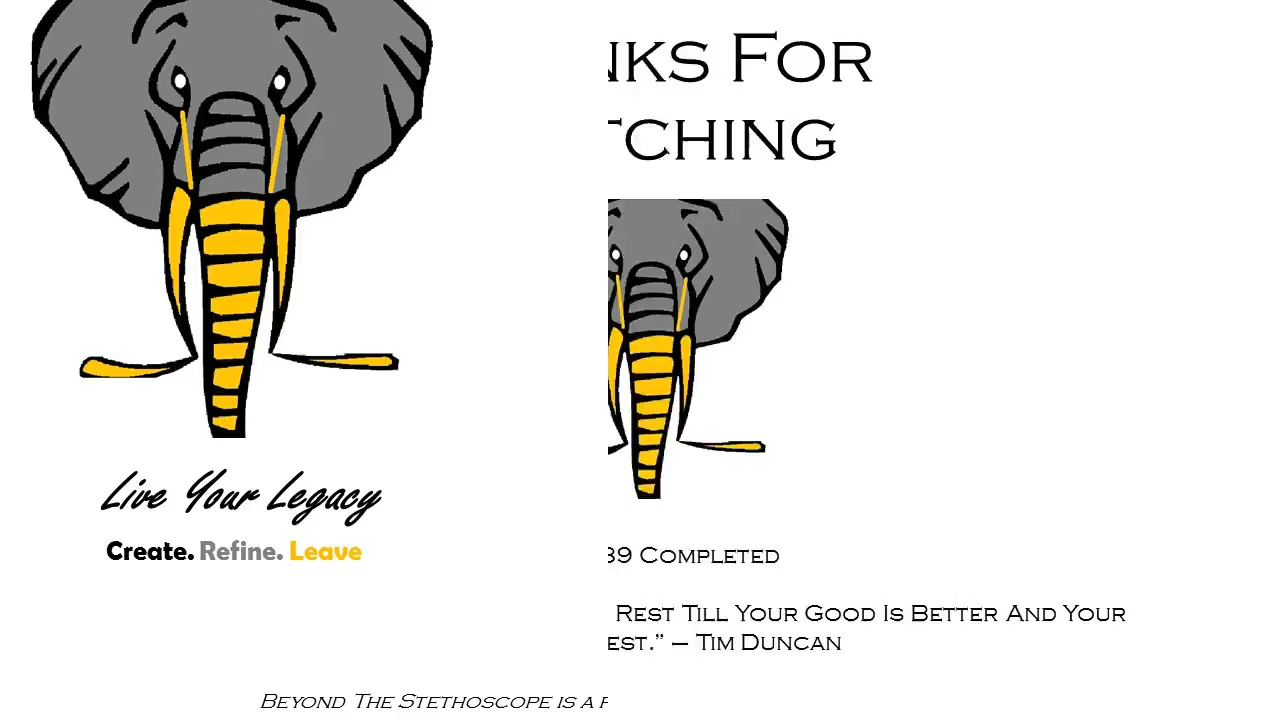 NKS FOR
TCHING
Live Your Legacy
Create. Refine. Leave
39 COMPLETED
REST TILL YOUR GOOD IS BETTER AND YOUR
EST.” – TIM DUNCAN
BEYOND THE STETHOSCOPE IS A